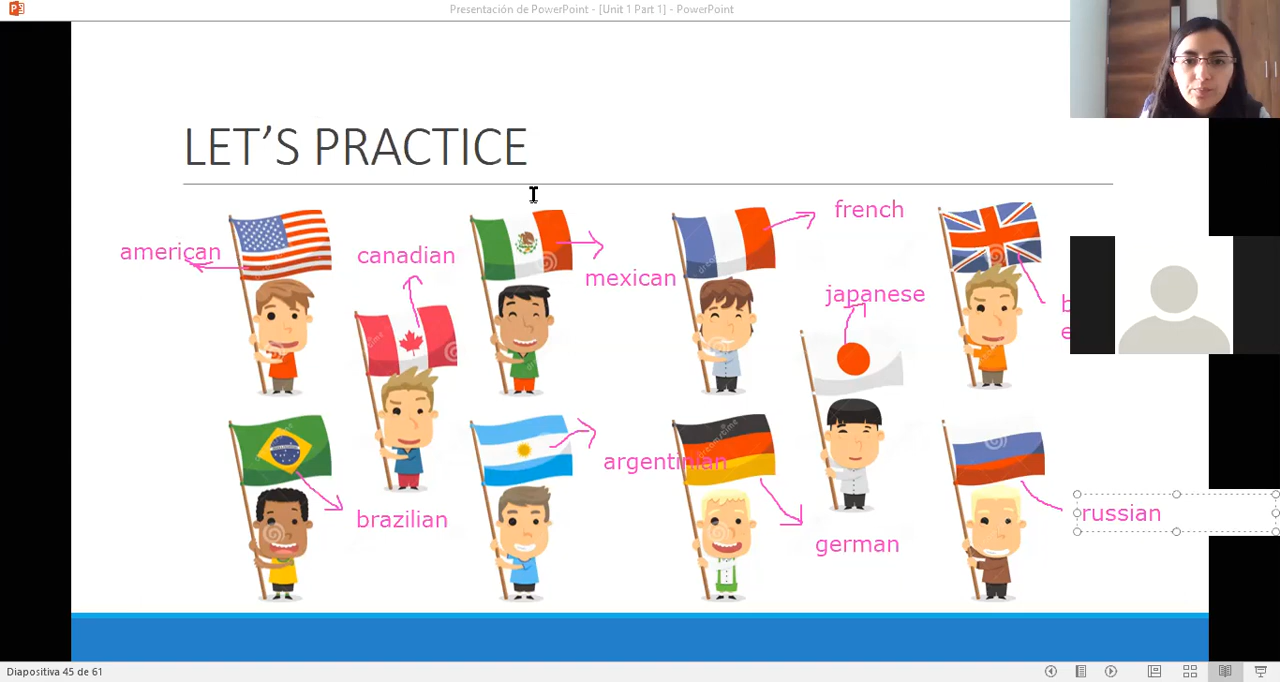 Presentación de PowerPoint - [Unit 1 Part 1] - PowerPoint
LET'S PRACTICE
american
canadian
mexican
french
japanese
brazilian
argentinian
german
russian
Diapositiva 45 de 61